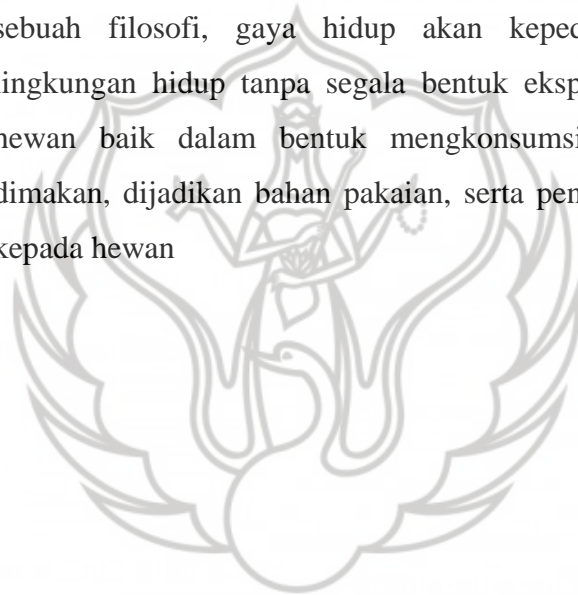 sebuah filosofi, gaya hidup akan keped
lingkungan hidup tanpa segala bentuk eksp
hewan baik dalam bentuk mengkonsumsi
dimakan, dijadikan bahan pakaian, serta pen
kepada hewan